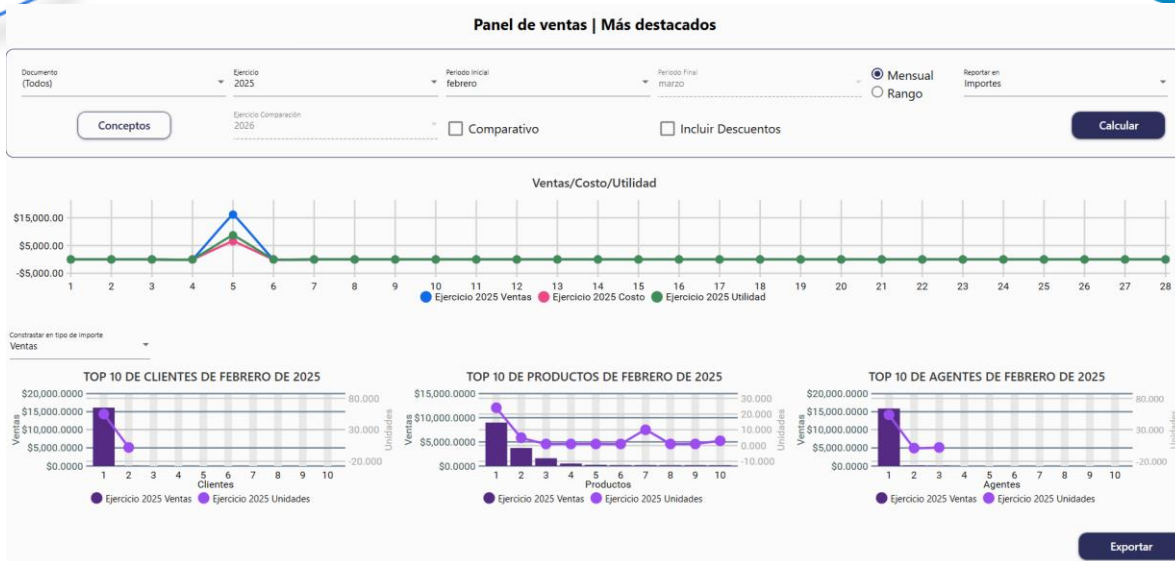 Panel de ventas | Más destacados
Documento
(Todos)
Ejercicio
2025
Periodo Inicial
febrero
Periodo Final
marzo
Mensual
Rango
Reportar en
Importes
Conceptos
Ejercicio Comparación
2026
Comparativo
Incluir Descuentos
Calcular
Ventas/Costo/Utilidad
$15,000.00
$5,000.00
-$5,000.00
1 2 3 4 5 6 7 8 9 10 11 12 13 14 15 16 17 18 19 20 21 22 23 24 25 26 27 28
Ejercicio 2025 Ventas Ejercicio 2025 Costo Ejercicio 2025 Utilidad
Constrastar en tipo de importe
Ventas
TOP 10 DE CLIENTES DE FEBRERO DE 2025
$20,000.0000
$15,000.0000
$10,000.0000
$5,000.0000
$0.0000
Ventas
80.000
30.000
-20.000
Unidades
1 2 3 4 5 6 7 8 9 10
Clientes
Ejercicio 2025 Ventas Ejercicio 2025 Unidades
TOP 10 DE PRODUCTOS DE FEBRERO DE 2025
$15,000.0000
$10,000.0000
$5,000.0000
$0.0000
Ventas
30.000
20.000
10.000
0.000
-10.000
Unidades
1 2 3 4 5 6 7 8 9 10
Productos
Ejercicio 2025 Ventas Ejercicio 2025 Unidades
TOP 10 DE AGENTES DE FEBRERO DE 2025
$20,000.0000
$15,000.0000
$10,000.0000
$5,000.0000
$0.0000
Ventas
80.000
30.000
-20.000
Unidades
1 2 3 4 5 6 7 8 9 10
Agentes
Ejercicio 2025 Ventas Ejercicio 2025 Unidades
Exportar